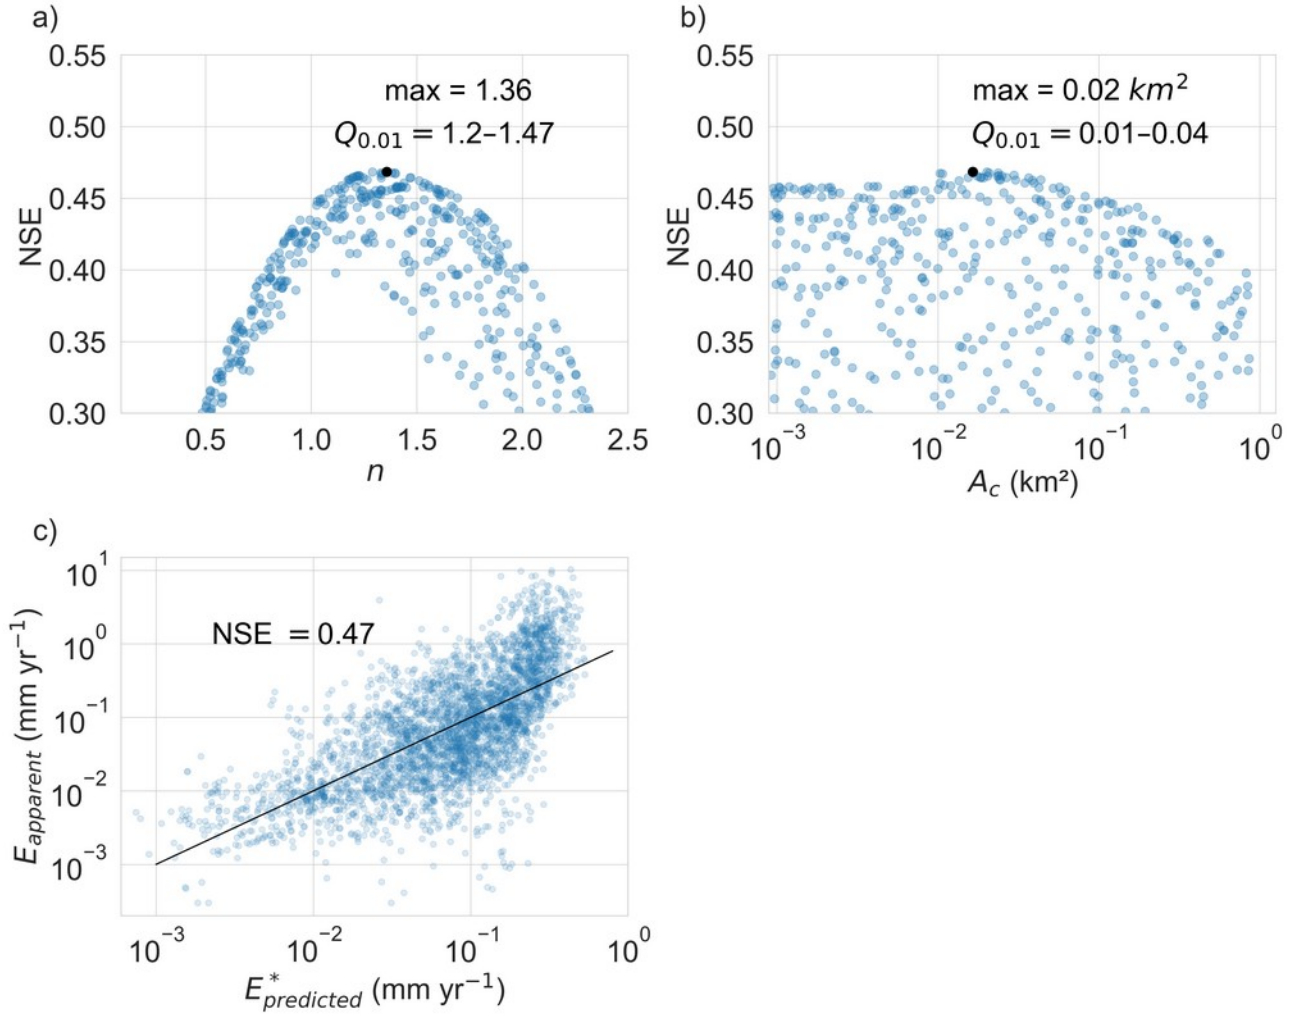 a)
0.55
0.50
0.45
0.40
0.35
0.30
NSE
max = 1.36
Q₀.₀₁ = 1.2–1.47
0.5 1.0 1.5 2.0 2.5
n
b)
0.55
0.50
0.45
0.40
0.35
0.30
NSE
max = 0.02 km²
Q₀.₀₁ = 0.01–0.04
10⁻³ 10⁻² 10⁻¹ 10⁰
A_c (km²)
c)
10¹
10⁰
10⁻¹
10⁻²
10⁻³
E_apparent (mm yr⁻¹)
NSE = 0.47
10⁻³ 10⁻² 10⁻¹ 10⁰
E*_predicted (mm yr⁻¹)